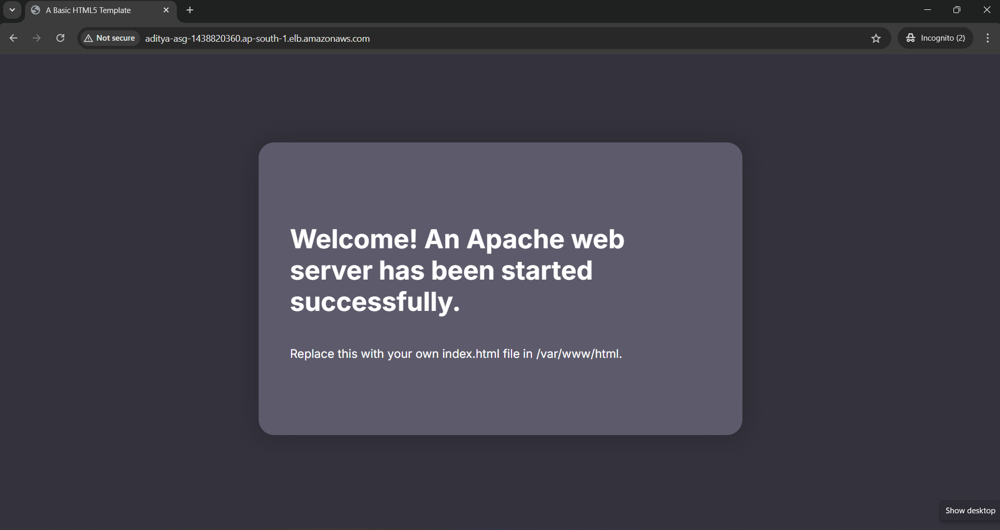 A Basic HTML5 Template
Not secure
aditya-asg-1438820360.ap-south-1.elb.amazonaws.com
Incognito (2)
Welcome! An Apache web
server has been started
successfully.
Replace this with your own index.html file in /var/www/html.
Show desktop